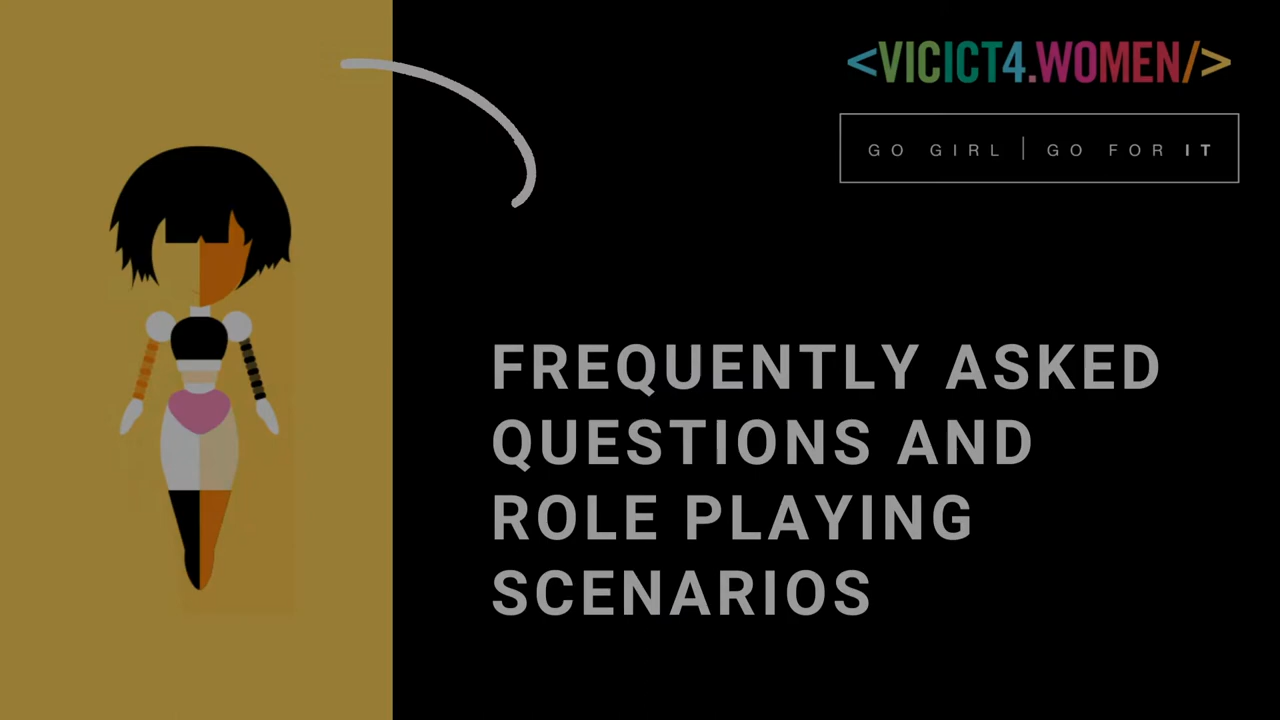 <VICICT4.WOMEN/>
GO GIRL | GO FOR IT
FREQUENTLY ASKED
QUESTIONS AND
ROLE PLAYING
SCENARIOS